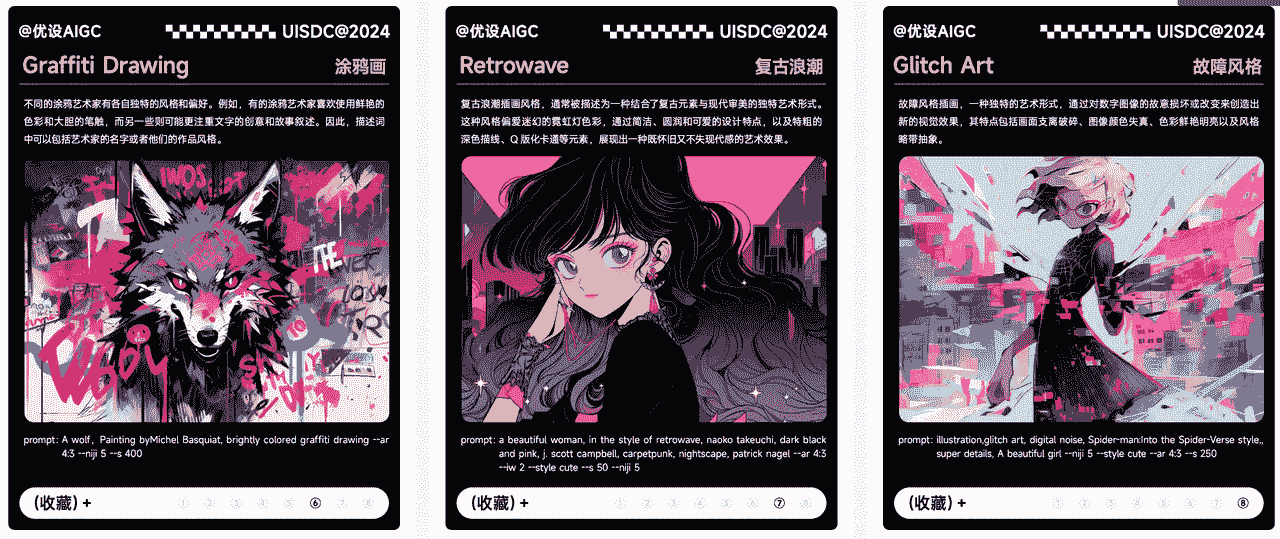 @优设AIGC
UISDC@2024
Graffiti Drawing
涂鸦画
不同的涂鸦艺术家有各自独特的风格和偏好。例如，有的涂鸦艺术家喜欢使用鲜艳的
色彩和大胆的笔触，而另一些则可能更注重文字的创意和故事叙述。因此，描述词
中可以包括艺术家的名字或者他们的作品风格。
IWOS
THE
prompt: A wolf, Painting byMichel Basquiat, brightly colored graffiti drawing --ar
4:3 --niji 5 --s 400
(收藏) +
① ② ③ ④ ⑤ ⑥ ⑦ ⑧
@优设AIGC
UISDC@2024
Retrowave
复古浪潮
复古浪潮插画风格，通常被描述为一种结合了复古元素与现代审美的独特艺术形式。
这种风格偏爱迷幻的霓虹灯色彩，通过简洁、圆润和可爱的设计特点，以及特粗的
深色描线、Q 版化卡通等元素，展现出一种既怀旧又不失现代感的艺术效果。
prompt: a beautiful woman, in the style of retrowave, naoko takeuchi, dark black
and pink, j. scott campbell, carpetpunk, nightscape, patrick nagel --ar 4:3
--iw 2 --style cute --s 50 --niji 5
(收藏) +
① ② ③ ④ ⑤ ⑥ ⑦ ⑧
@优设AIGC
UISDC@2024
Glitch Art
故障风格
故障风格插画，一种独特的艺术形式，通过对数字图像的故意损坏或改变来创造出
新的视觉效果，其特点包括画面支离破碎、图像颜色失真、色彩鲜艳明亮以及风格
略带抽象。
prompt: illustration,glitch art, digital noise, Spider-man:Into the Spider-Verse style,,
super details, A beautiful girl --niji 5 --style cute --ar 4:3 --s 250
(收藏) +
① ② ③ ④ ⑤ ⑥ ⑦ ⑧